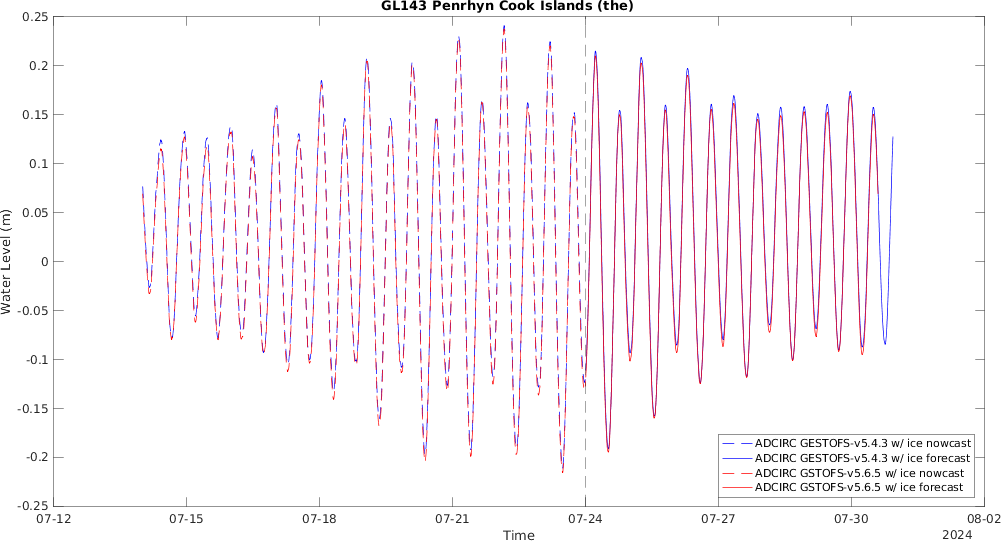 GL143 Penrhyn Cook Islands (the)
0.25
0.2
0.15
0.1
0.05
0
-0.05
-0.1
-0.15
-0.2
-0.25
Water Level (m)
ADCIRC GESTOFS-v5.4.3 w/ ice nowcast
ADCIRC GESTOFS-v5.4.3 w/ ice forecast
ADCIRC GSTOFS-v5.6.5 w/ ice nowcast
ADCIRC GSTOFS-v5.6.5 w/ ice forecast
07-12 07-15 07-18 07-21 07-24 07-27 07-30 08-02
Time
2024